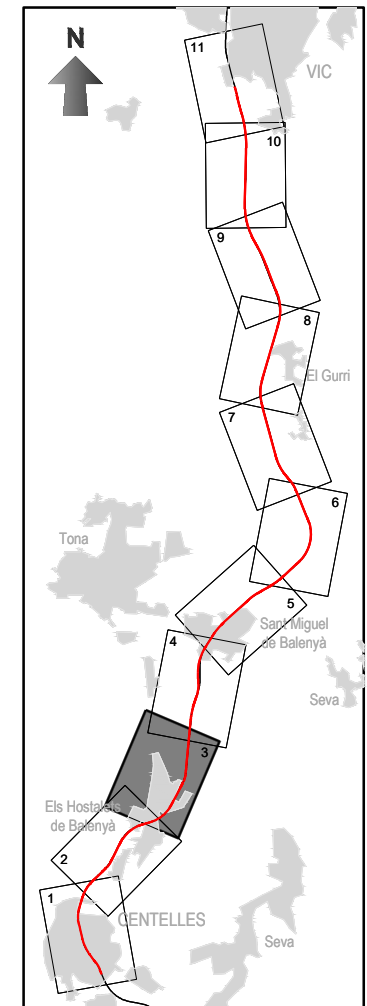 N
11
VIC
10
9
8
El Gurri
7
6
Tona
5
Sant Miguel
de Balenyà
4
Seva
3
Els Hostalets
de Balenyà
2
1
CENTELLES
Seva